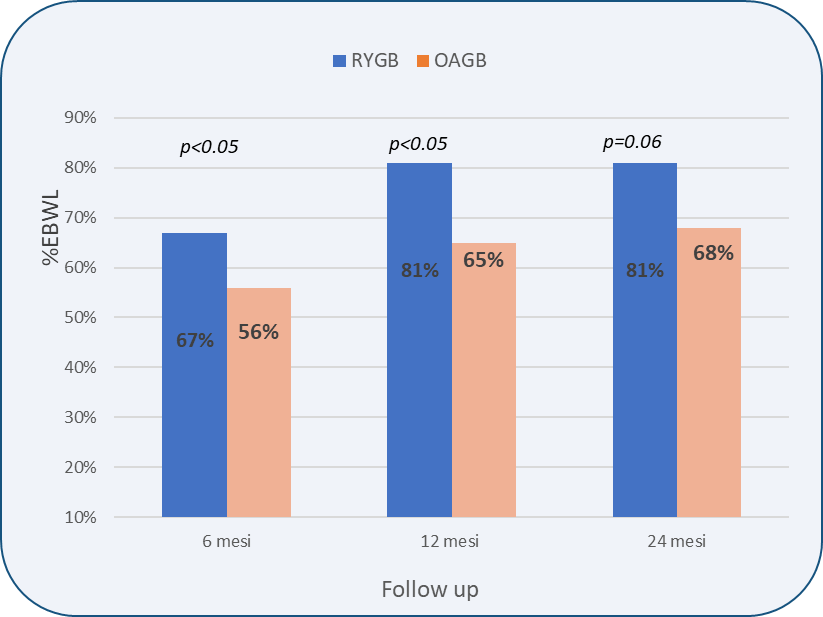 RYGB OAGB
90%
80%
70%
60%
50%
40%
30%
20%
10%
%EBWL
p<0.05
p<0.05
p=0.06
67%
56%
81%
65%
81%
68%
6 mesi
12 mesi
24 mesi
Follow up